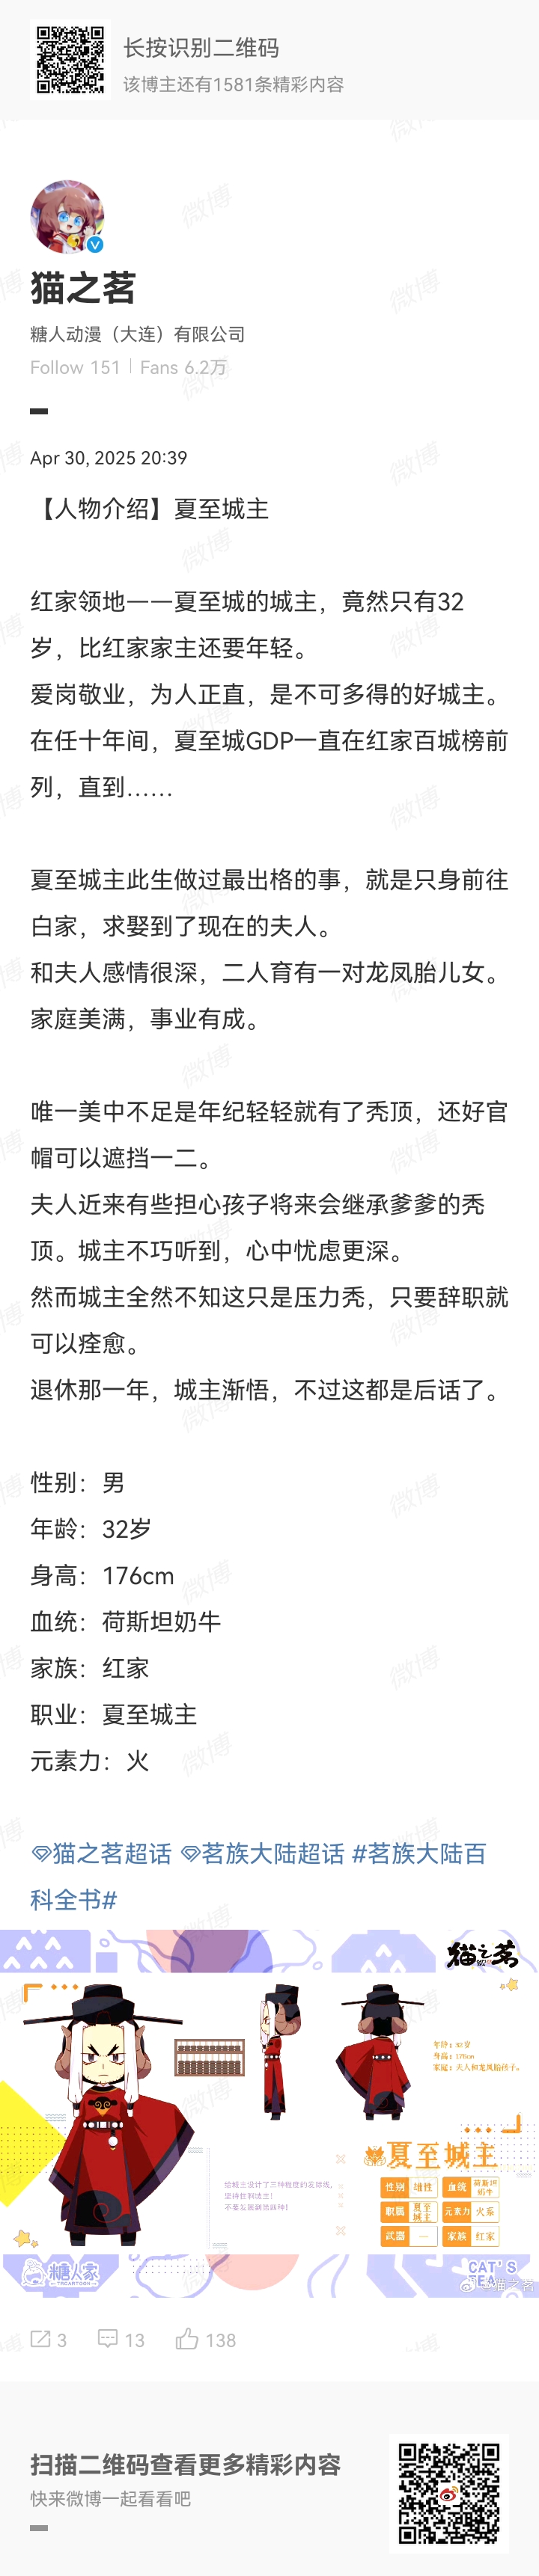 长按识别二维码
该博主还有1581条精彩内容
猫之茗
糖人动漫（大连）有限公司
Follow 151 | Fans 6.2万
Apr 30, 2025 20:39
【人物介绍】夏至城主
红家领地——夏至城的城主，竟然只有32
岁，比红家家主还要年轻。
爱岗敬业，为人正直，是不可多得的好城主。
在任十年间，夏至城GDP一直在红家百城榜前
列，直到……
夏至城主此生做过最出格的事，就是只身前往
白家，求娶到了现在的夫人。
和夫人感情很深，二人育有一对龙凤胎儿女。
家庭美满，事业有成。
唯一美中不足是年纪轻轻就有了秃顶，还好官
帽可以遮挡一二。
夫人近来有些担心孩子将来会继承爹爹的秃
顶。城主不巧听到，心中忧虑更深。
然而城主全然不知这只是压力秃，只要辞职就
可以痊愈。
退休那一年，城主渐悟，不过这都是后话了。
性别：男
年龄：32岁
身高：176cm
血统：荷斯坦奶牛
家族：红家
职业：夏至城主
元素力：火
猫之茗超话 茗族大陆超话 #茗族大陆百
科全书#
猫之茗
年龄：32岁
身高：176cm
家庭：夫人和龙凤胎孩子。
夏至城主
性别 雄性 血统 荷斯坦奶牛
职属 夏至城主 元素力 火系
武器 — 家族 红家
给城主设计了三种程度的发际线，
糖人家
CAT'S
TEA
@猫之茗
3 13 138
扫描二维码查看更多精彩内容
快来微博一起看看吧